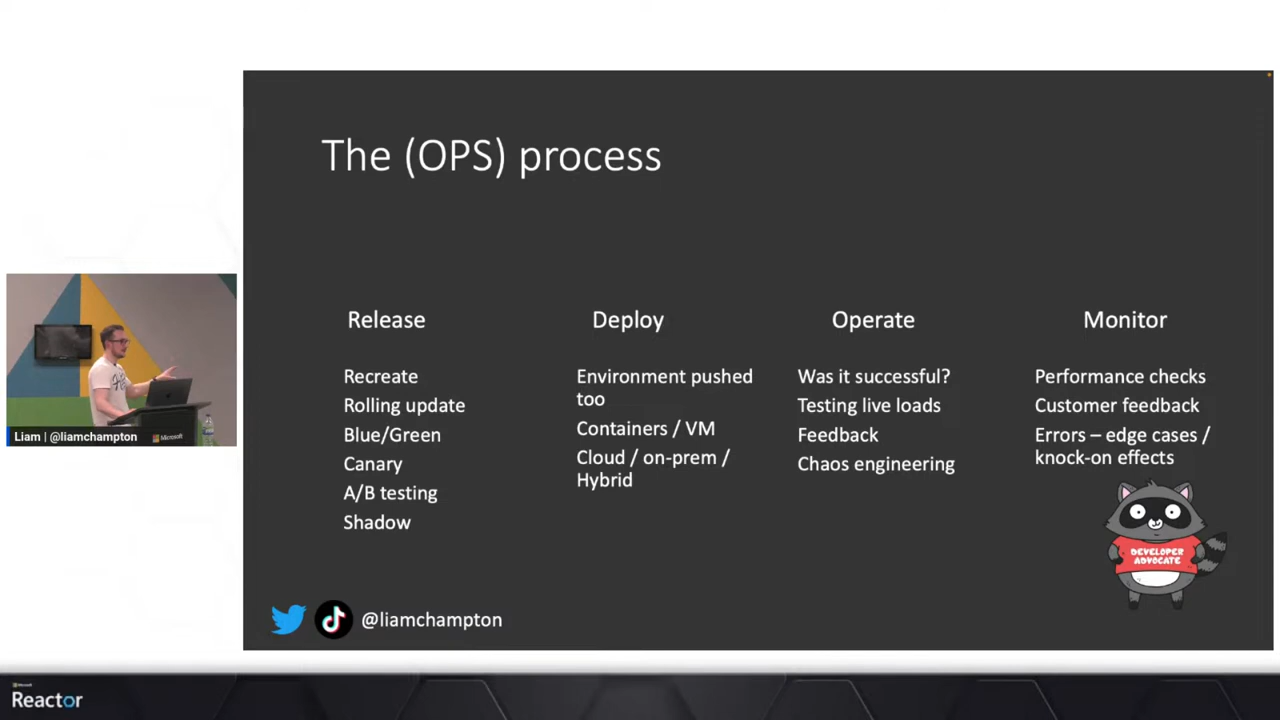 The (OPS) process
Release
Recreate
Rolling update
Blue/Green
Canary
A/B testing
Shadow
Deploy
Environment pushed
too
Containers / VM
Cloud / on-prem /
Hybrid
Operate
Was it successful?
Testing live loads
Feedback
Chaos engineering
Monitor
Performance checks
Customer feedback
Errors – edge cases /
knock-on effects
DEVELOPER
ADVOCATE
@liamchampton
Liam | @liamchampton
Microsoft
Microsoft
Reactor